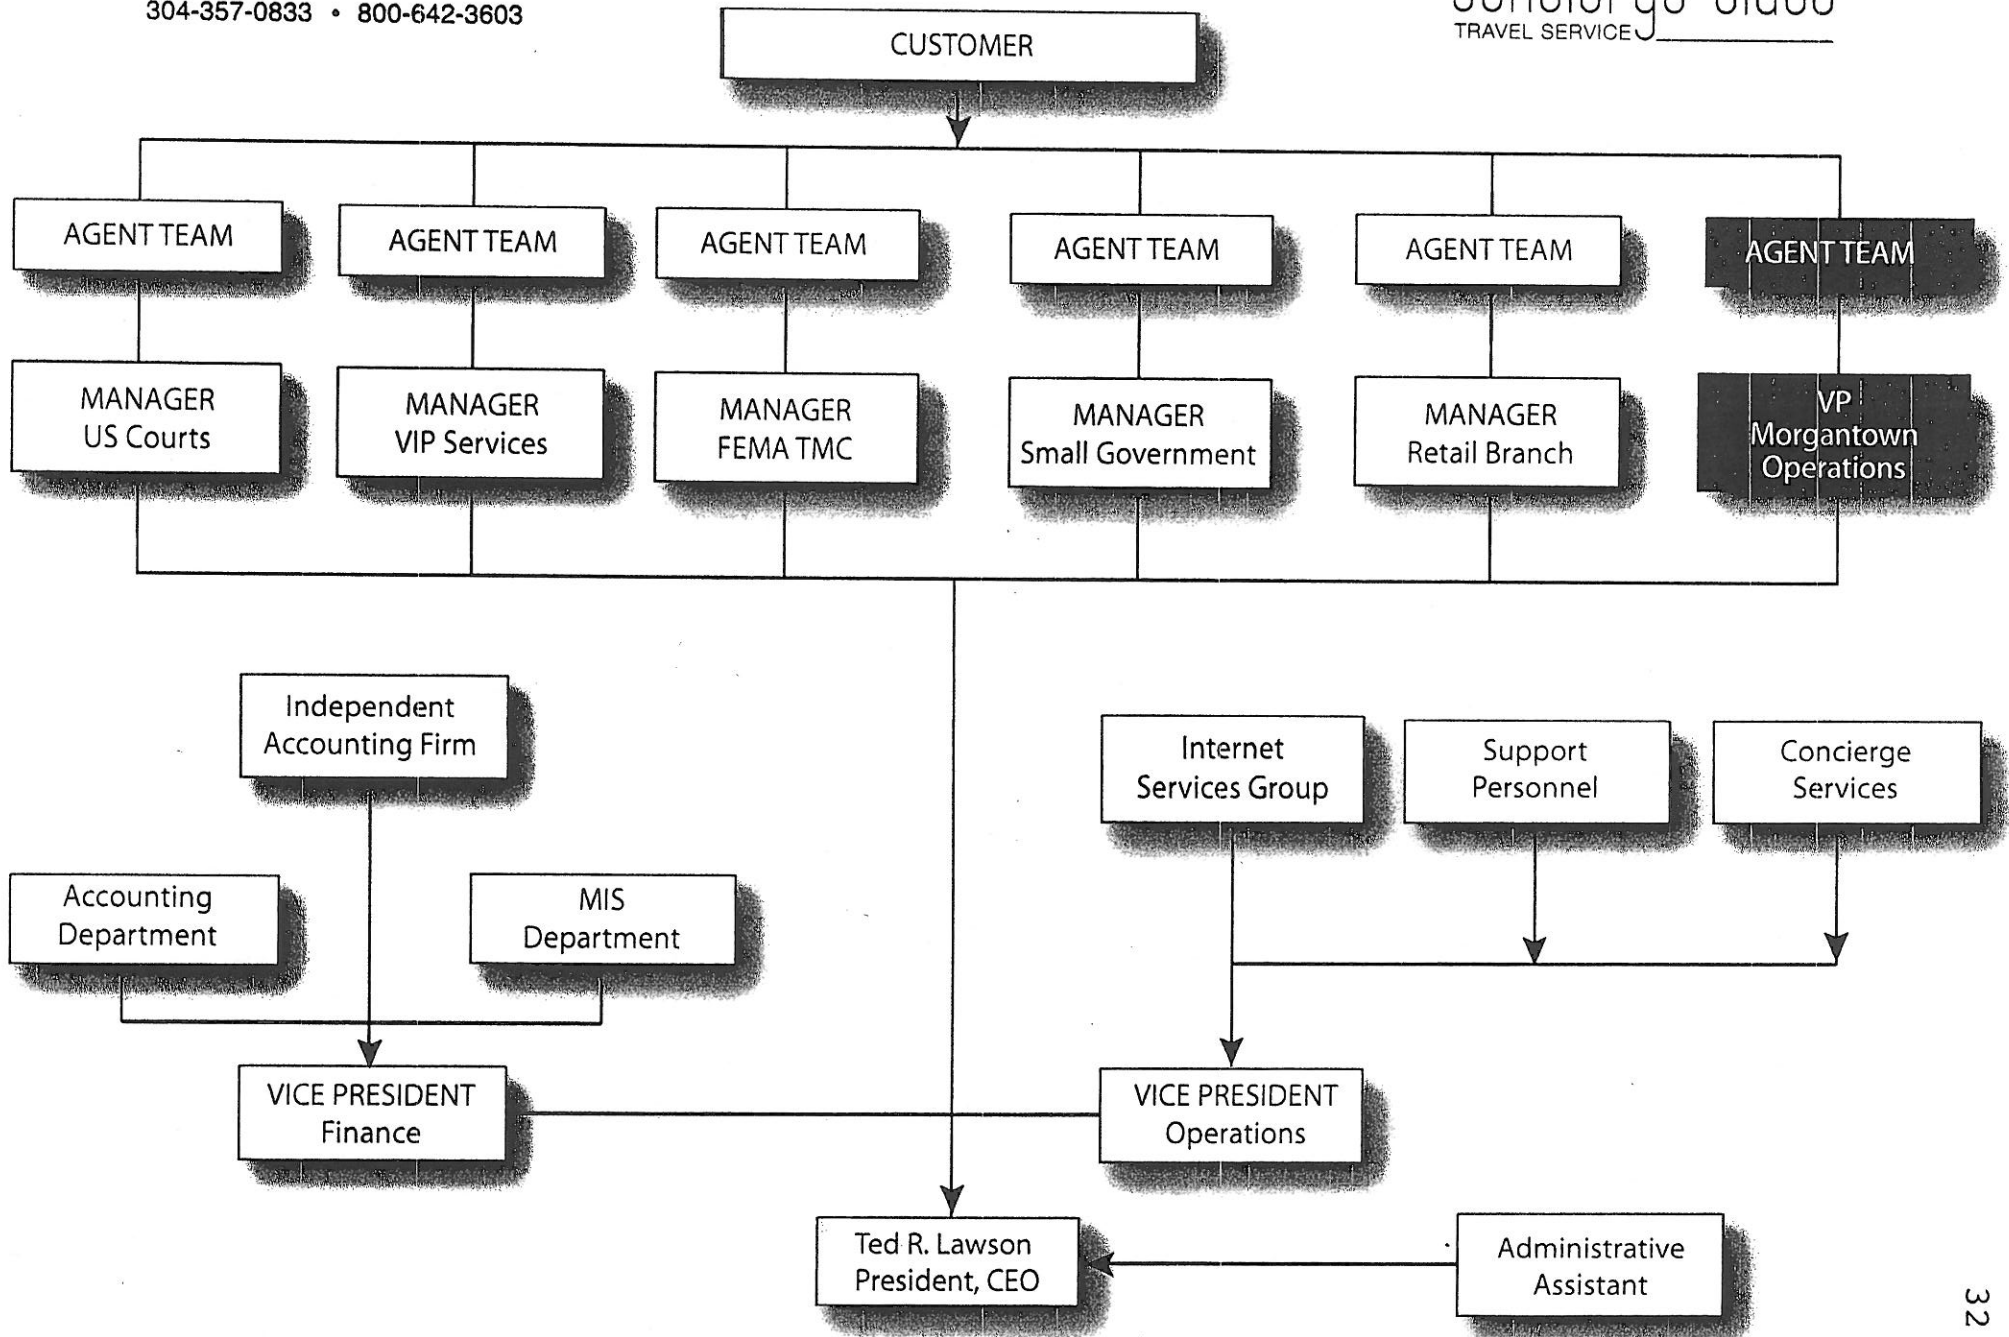 304-357-0833 • 800-642-3603
TRAVEL SERVICE
CUSTOMER
AGENT TEAM
AGENT TEAM
AGENT TEAM
AGENT TEAM
AGENT TEAM
AGENT TEAM
MANAGER
US Courts
MANAGER
VIP Services
MANAGER
FEMA TMC
MANAGER
Small Government
MANAGER
Retail Branch
VP
Morgantown
Operations
Independent
Accounting Firm
Internet
Services Group
Support
Personnel
Concierge
Services
Accounting
Department
MIS
Department
VICE PRESIDENT
Finance
VICE PRESIDENT
Operations
Ted R. Lawson
President, CEO
Administrative
Assistant
32